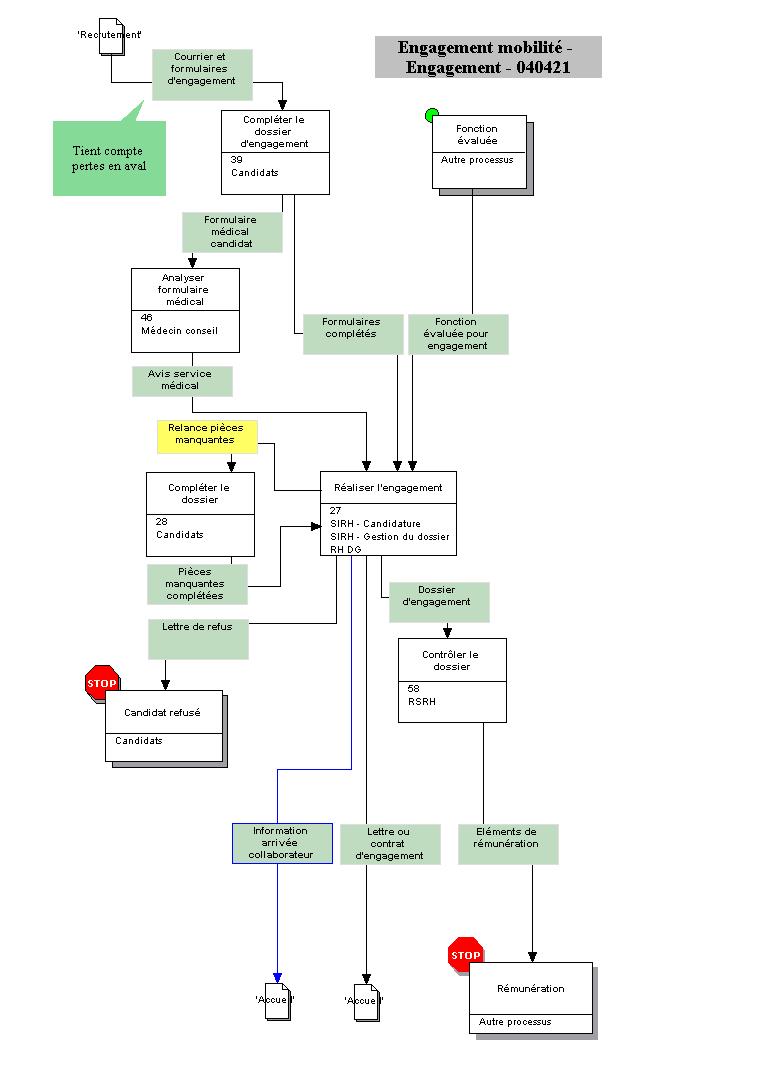 'Recrutement'
Engagement mobilité -
Engagement - 040421
Courrier et
formulaires
d'engagement
Tient compte
pertes en aval
Compléter le
dossier
d'engagement
39
Candidats
Fonction
évaluée
Autre processus
Formulaire
médical
candidat
Analyser
formulaire
médical
46
Médecin conseil
Formulaires
complétés
Fonction
évaluée pour
engagement
Avis service
médical
Relance pièces
manquantes
Compléter le
dossier
28
Candidats
Réaliser l'engagement
27
SIRH - Candidature
SIRH - Gestion du dossier
RH DG
Pièces
manquantes
complétées
Dossier
d'engagement
Lettre de refus
Contrôler le
dossier
58
RSRH
STOP
Candidat refusé
Candidats
Information
arrivée
collaborateur
Lettre ou
contrat
d'engagement
Eléments de
rémunération
STOP
Rémunération
Autre processus
'Accueil'
'Accueil'